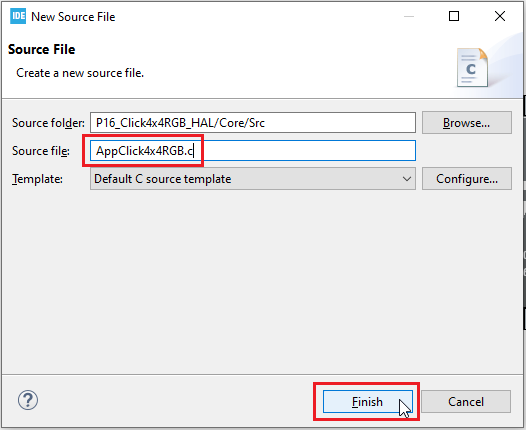 IDE New Source File
Source File
Create a new source file.
C
Source folder: P16_Click4x4RGB_HAL/Core/Src Browse...
Source file: AppClick4x4RGB.c
Template: Default C source template Configure...
? Finish Cancel